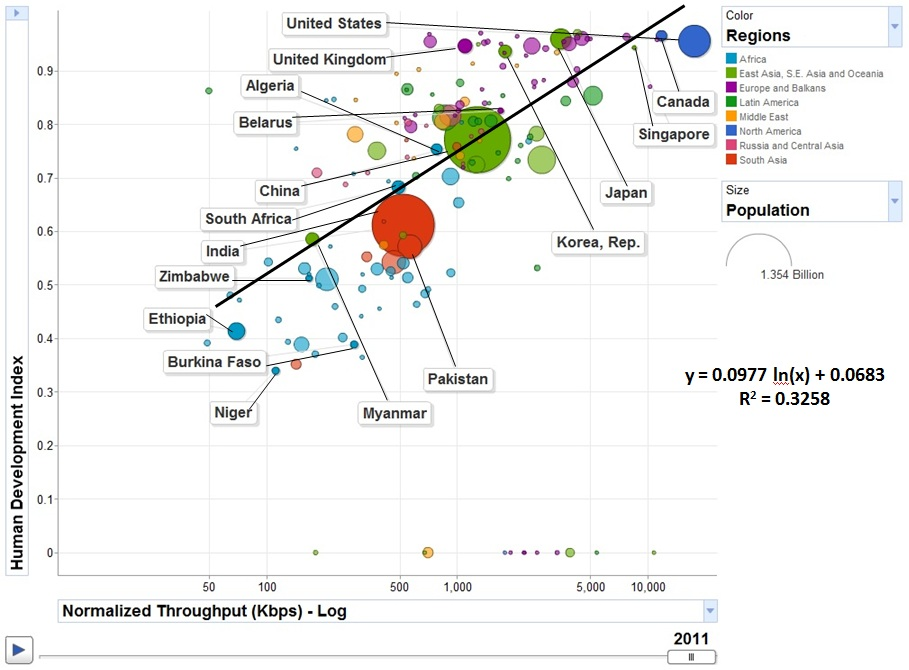 United States
United Kingdom
Algeria
Belarus
China
South Africa
India
Zimbabwe
Ethiopia
Burkina Faso
Niger
Myanmar
Pakistan
Korea, Rep.
Japan
Singapore
Canada
Human Development Index
0.9
0.8
0.7
0.6
0.5
0.4
0.3
0.2
0.1
0
50
100
500
1,000
5,000
10,000
Normalized Throughput (Kbps) - Log
2011
Color
Regions
Africa
East Asia, S.E. Asia and Oceania
Europe and Balkans
Latin America
Middle East
North America
Russia and Central Asia
South Asia
Size
Population
1.354 Billion
y = 0.0977 ln(x) + 0.0683
R² = 0.3258